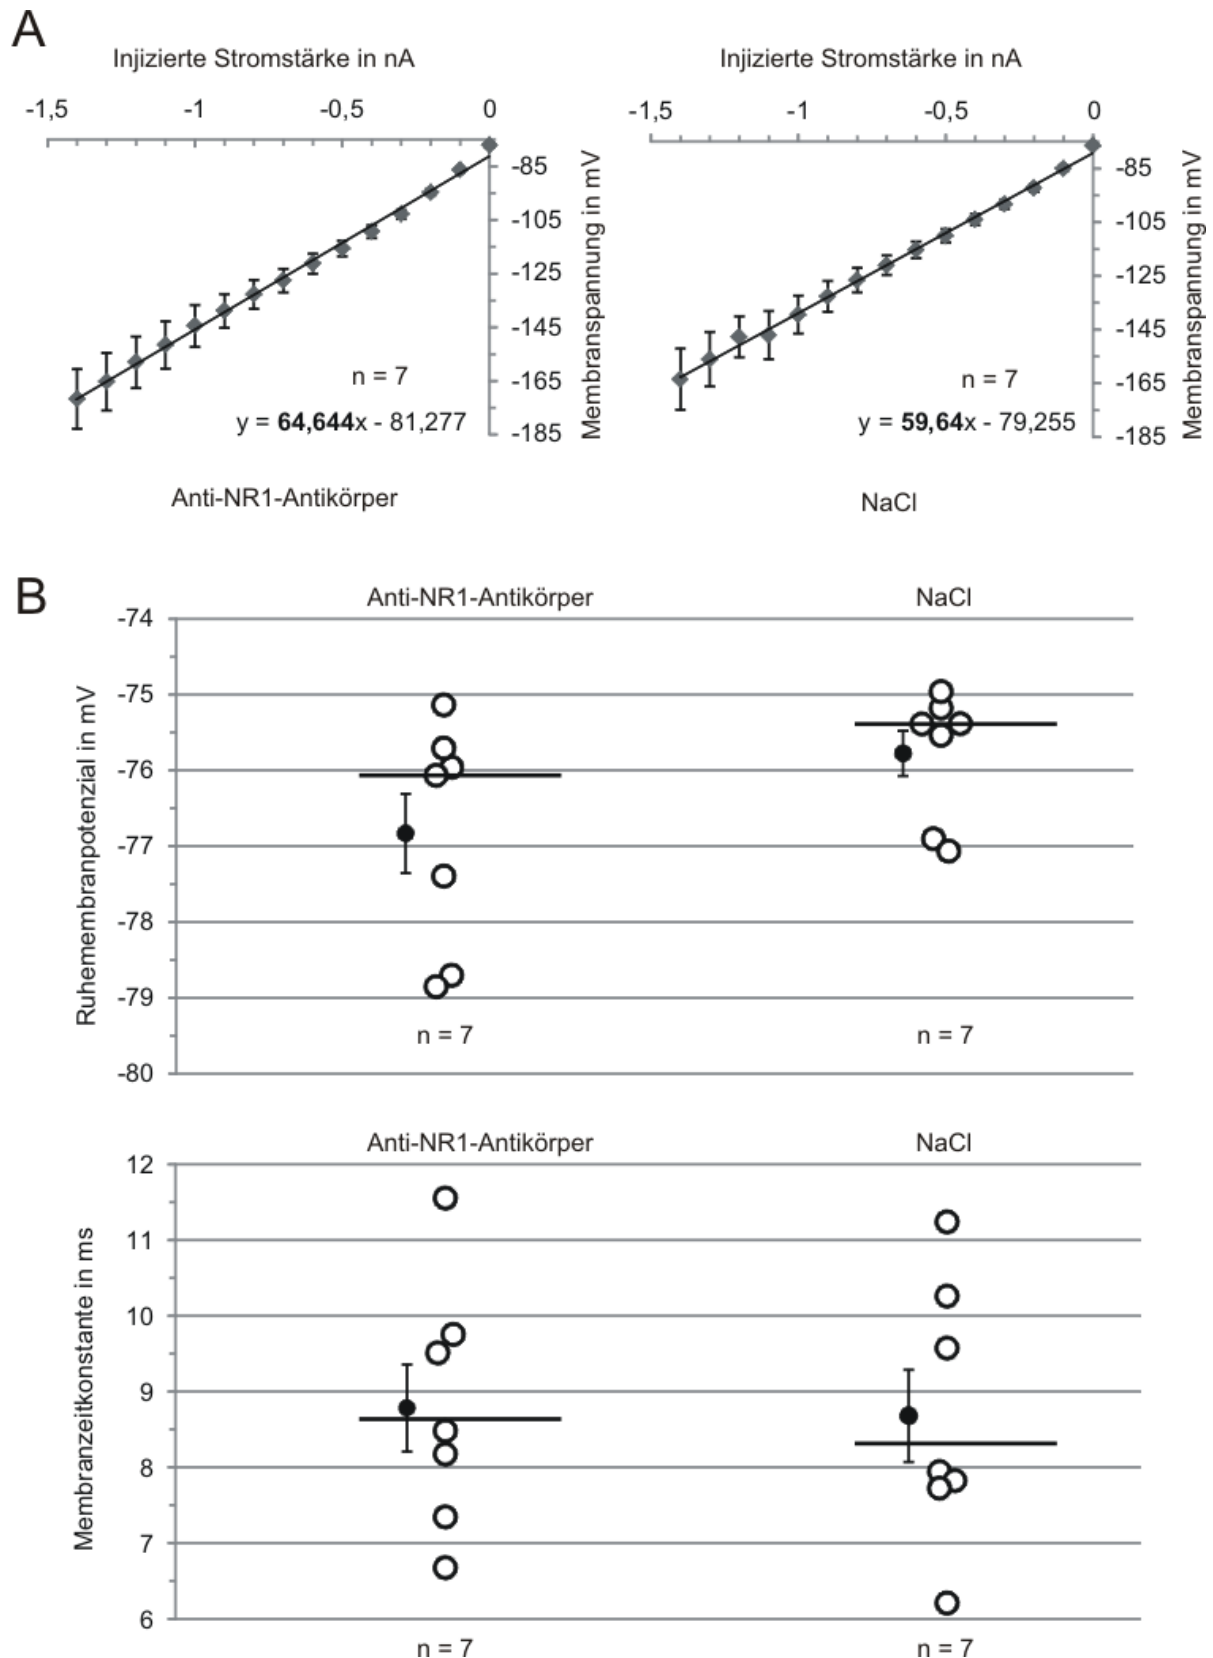 A
Injizierte Stromstärke in nA
-1,5 -1 -0,5 0
-85
-105
-125
-145
-165
-185
Membranspannung in mV
n = 7
y = 64,644x - 81,277
Anti-NR1-Antikörper
Injizierte Stromstärke in nA
-1,5 -1 -0,5 0
-85
-105
-125
-145
-165
-185
Membranspannung in mV
n = 7
y = 59,64x - 79,255
NaCl
B
Anti-NR1-Antikörper NaCl
Ruhemembranpotenzial in mV
-74
-75
-76
-77
-78
-79
-80
n = 7 n = 7
Anti-NR1-Antikörper NaCl
Membranzeitkonstante in ms
12
11
10
9
8
7
6
n = 7 n = 7